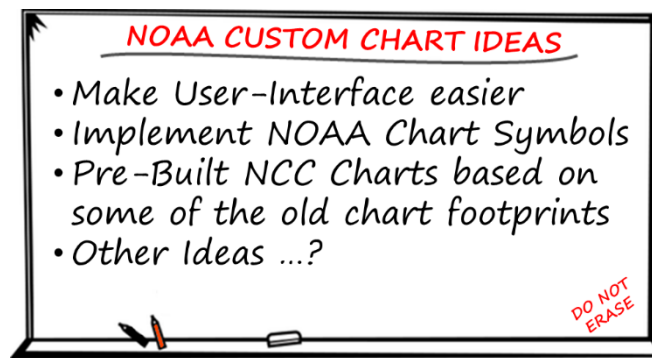 NOAA CUSTOM CHART IDEAS
• Make User-Interface easier
• Implement NOAA Chart Symbols
• Pre-Built NCC Charts based on
some of the old chart footprints
• Other Ideas ...?
DO NOT
ERASE